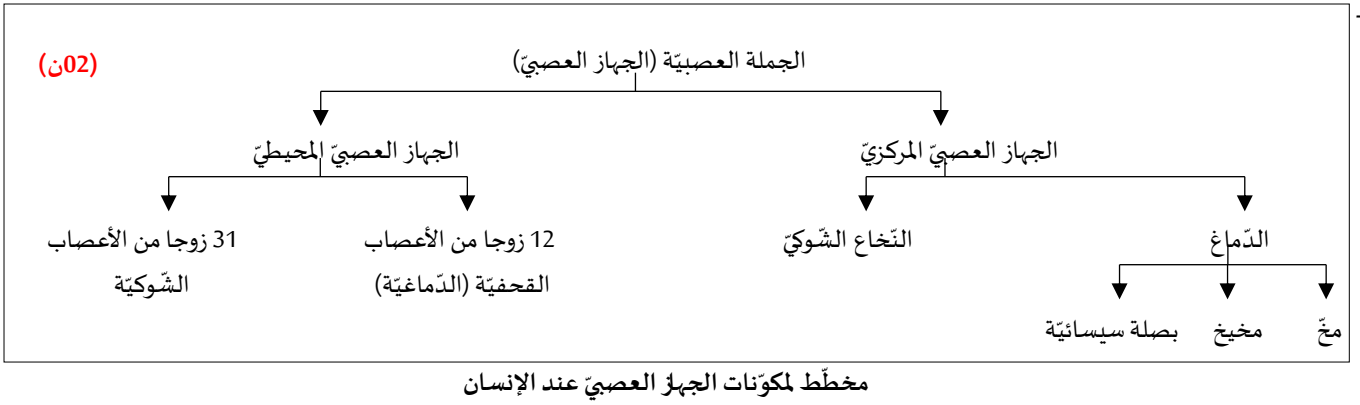 الجملة العصبيّة (الجهاز العصبيّ)
(02ن)
الجهاز العصبيّ المركزيّ
الجهاز العصبيّ المحيطيّ
الدّماغ
النّخاع الشّوكيّ
12 زوجا من الأعصاب
القحفيّة (الدّماغيّة)
31 زوجا من الأعصاب
الشّوكيّة
مخّ
مخيخ
بصلة سيسائيّة
مخطّط لمكوّنات الجهاز العصبيّ عند الإنسان